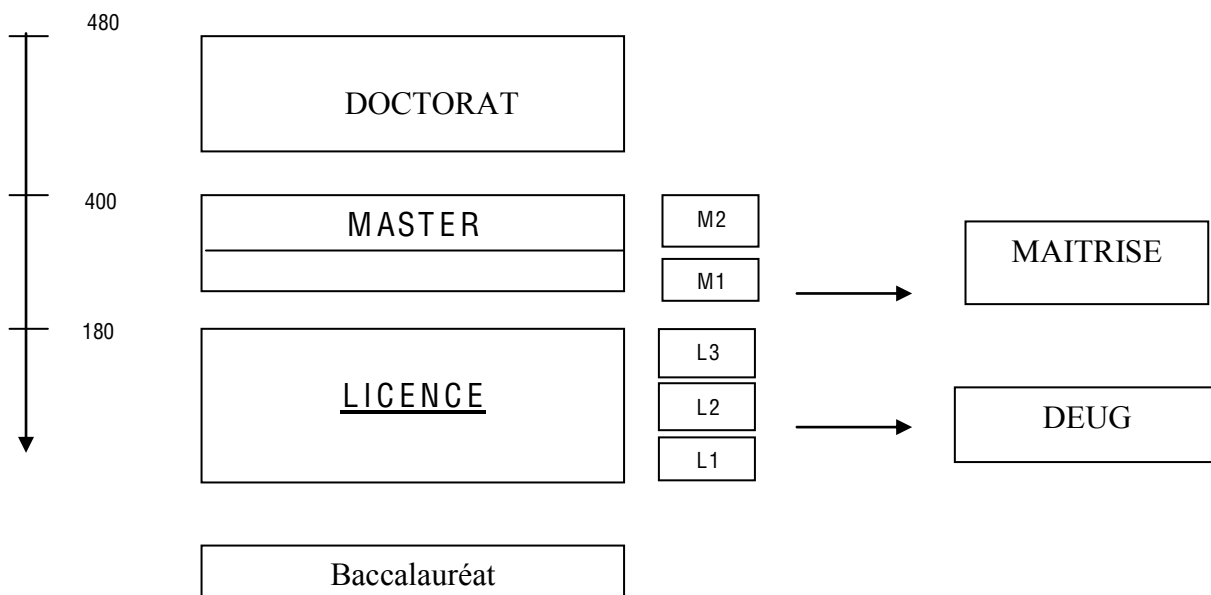 480
DOCTORAT
400
MASTER
M2
MAITRISE
M1
180
L3
LICENCE
L2
DEUG
L1
Baccalauréat